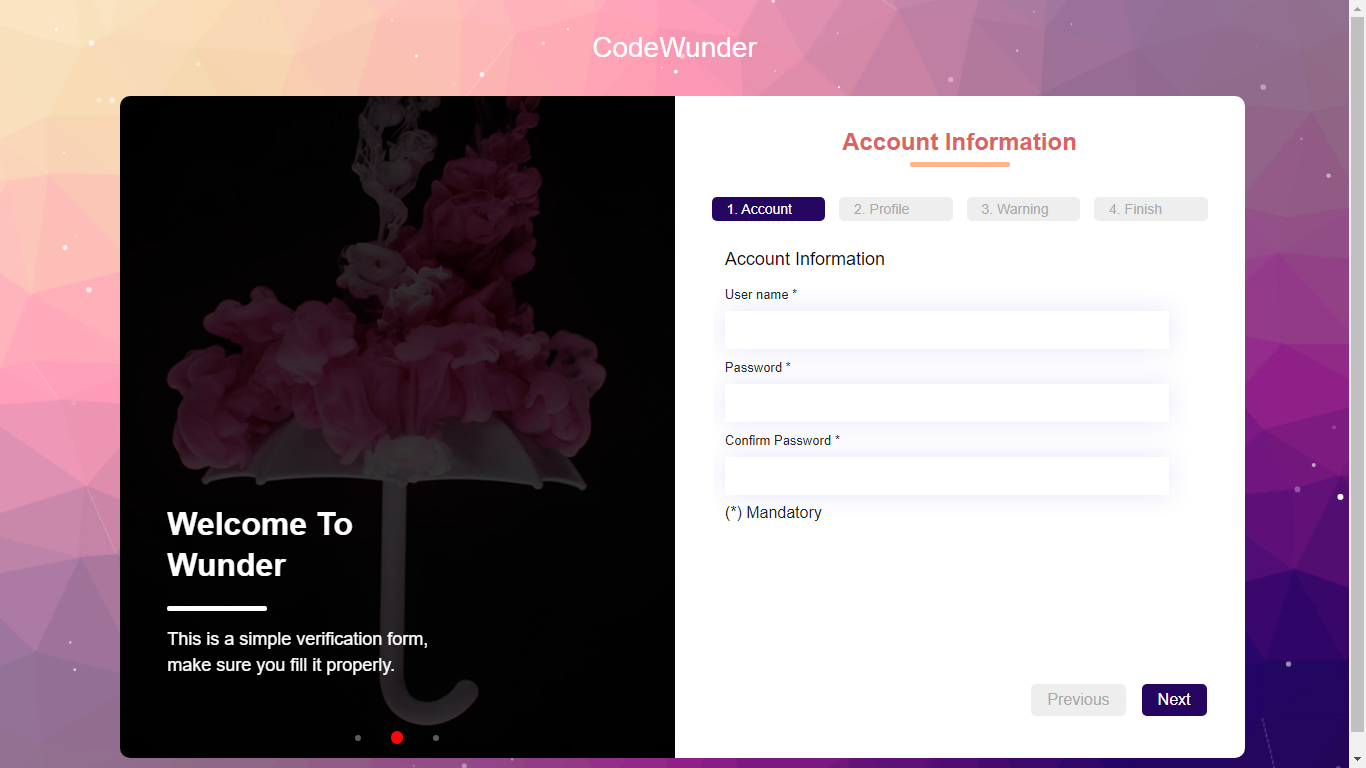 CodeWunder
Account Information
1. Account
2. Profile
3. Warning
4. Finish
Account Information
User name *
Password *
Confirm Password *
(*) Mandatory
Welcome To
Wunder
This is a simple verification form,
make sure you fill it properly.
Previous
Next